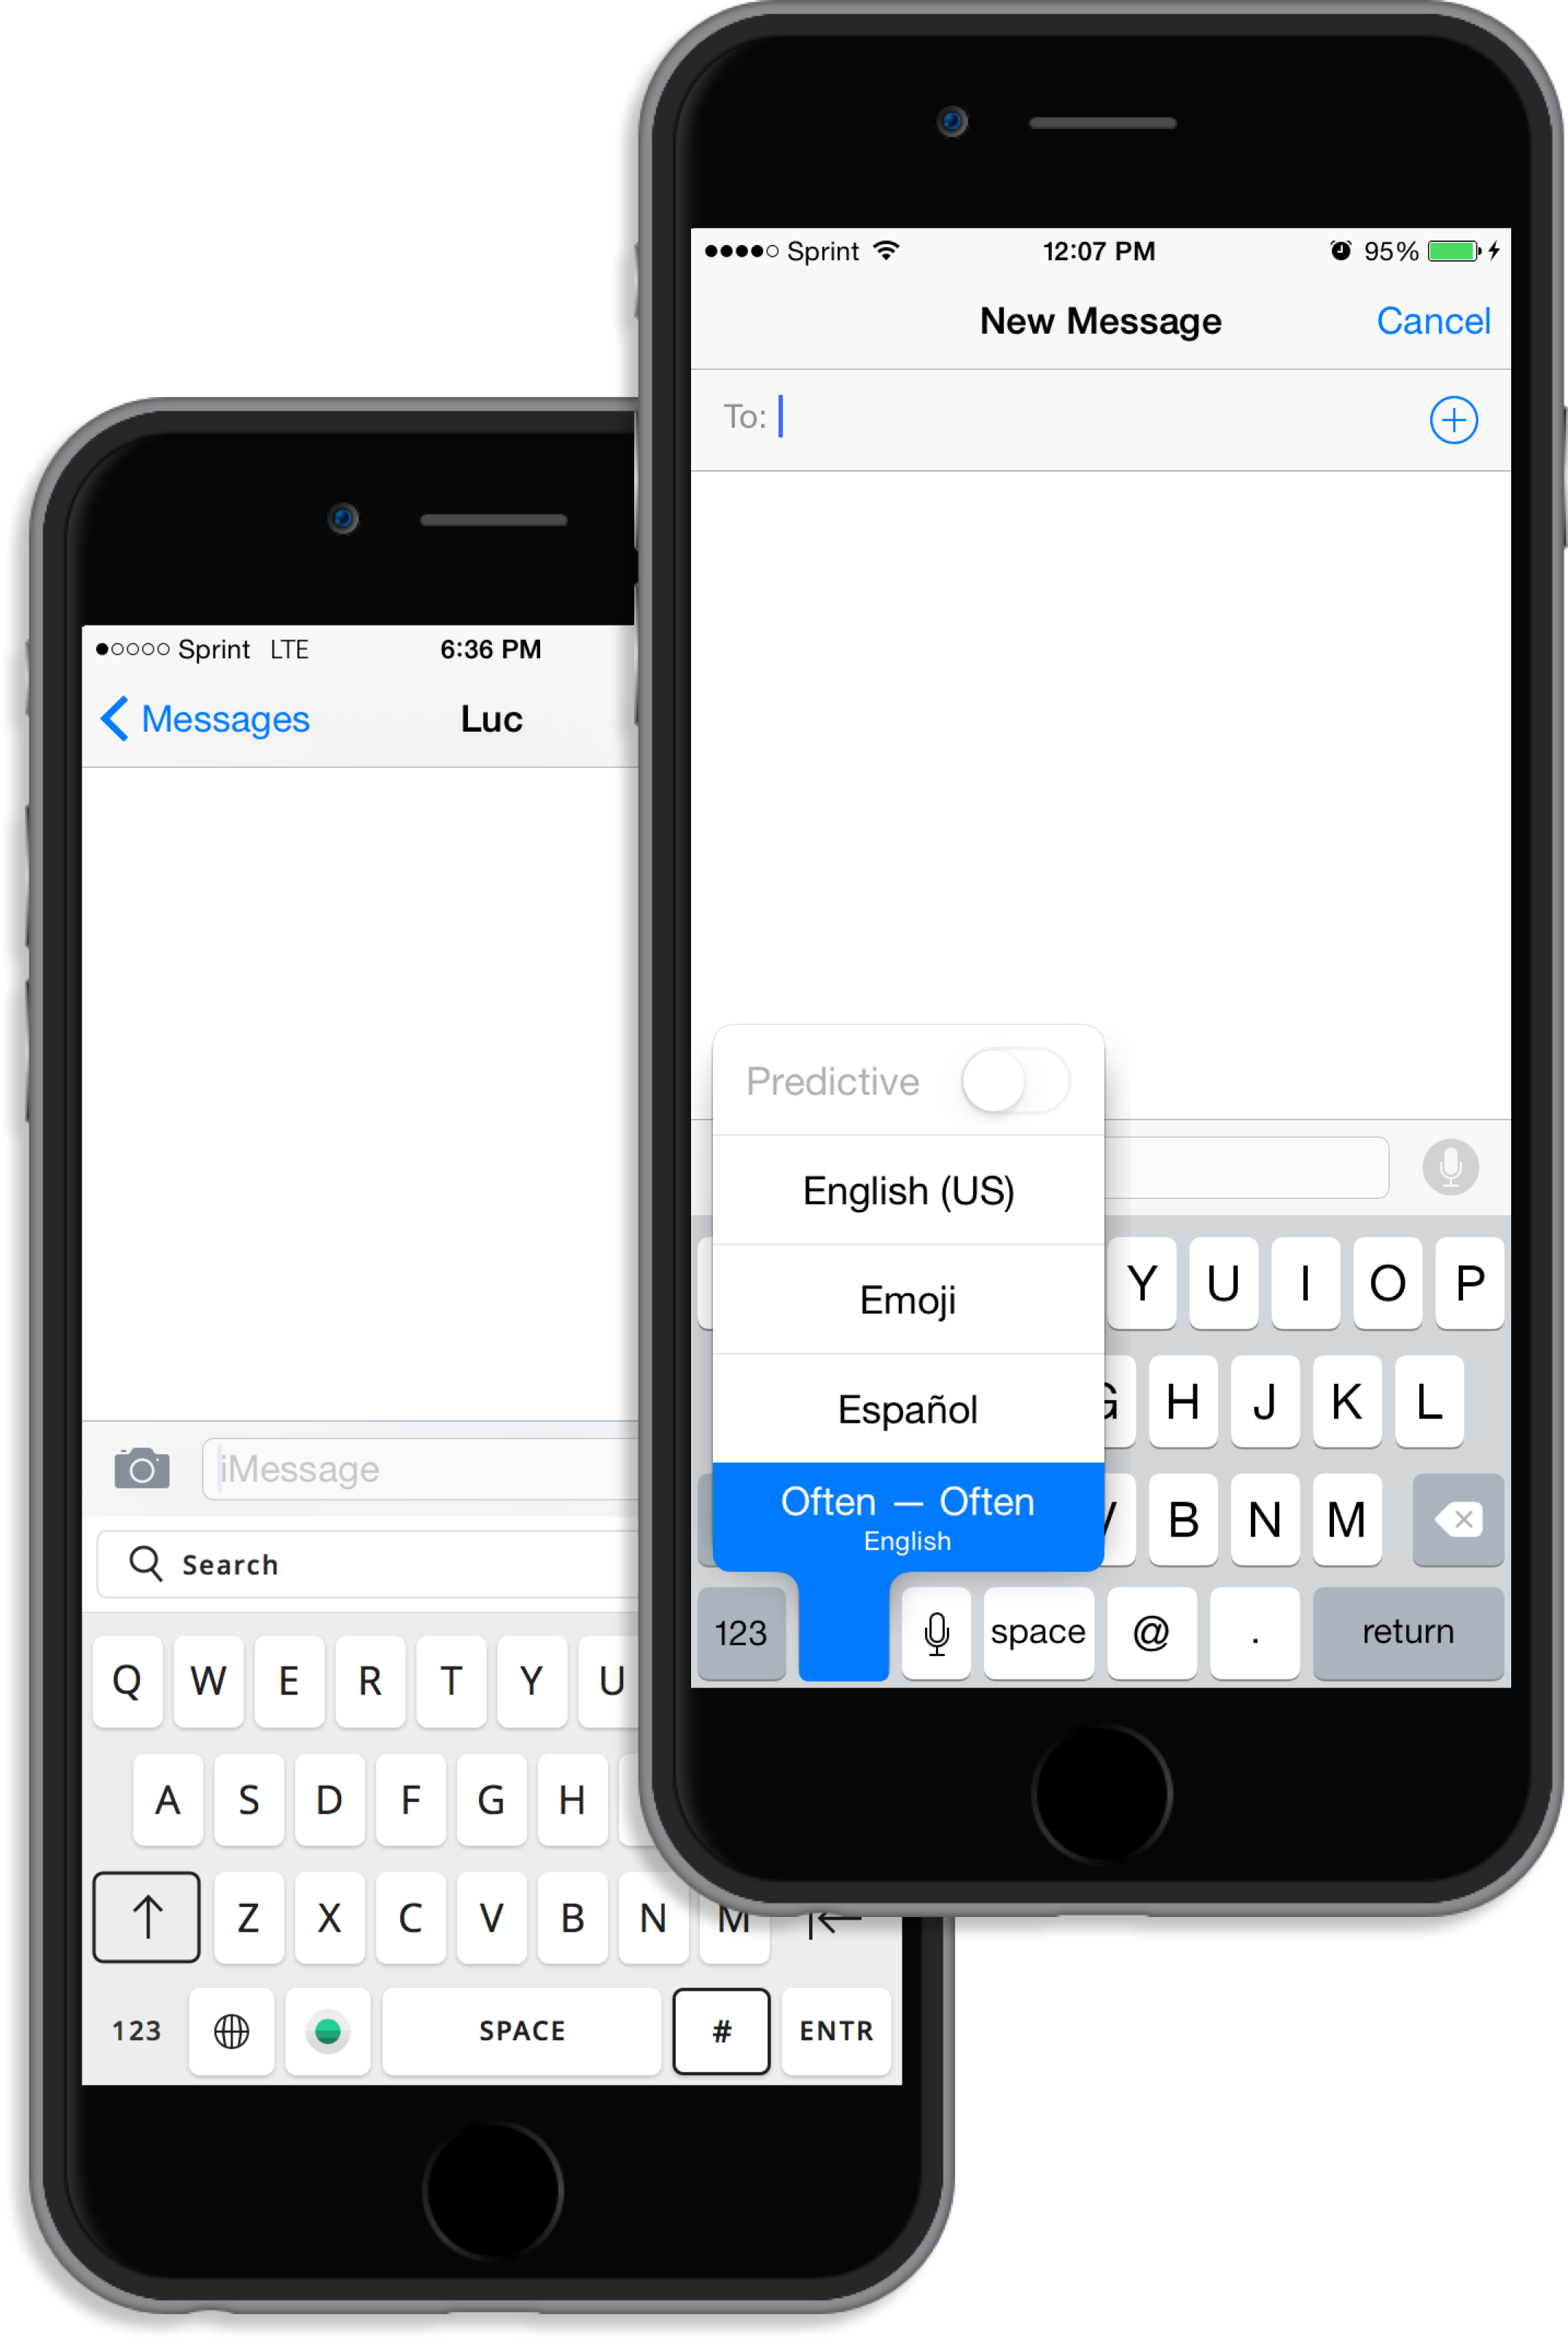 Sprint 12:07 PM 95%
New Message Cancel
To:
Predictive
English (US)
Emoji
Español
Often — Often
English
Y U I O P
G H J K L
V B N M
123 space @ . return
Sprint LTE 6:36 PM
Messages Luc
iMessage
Search
Q W E R T Y U
A S D F G H
Z X C V B N M
123 SPACE # ENTR